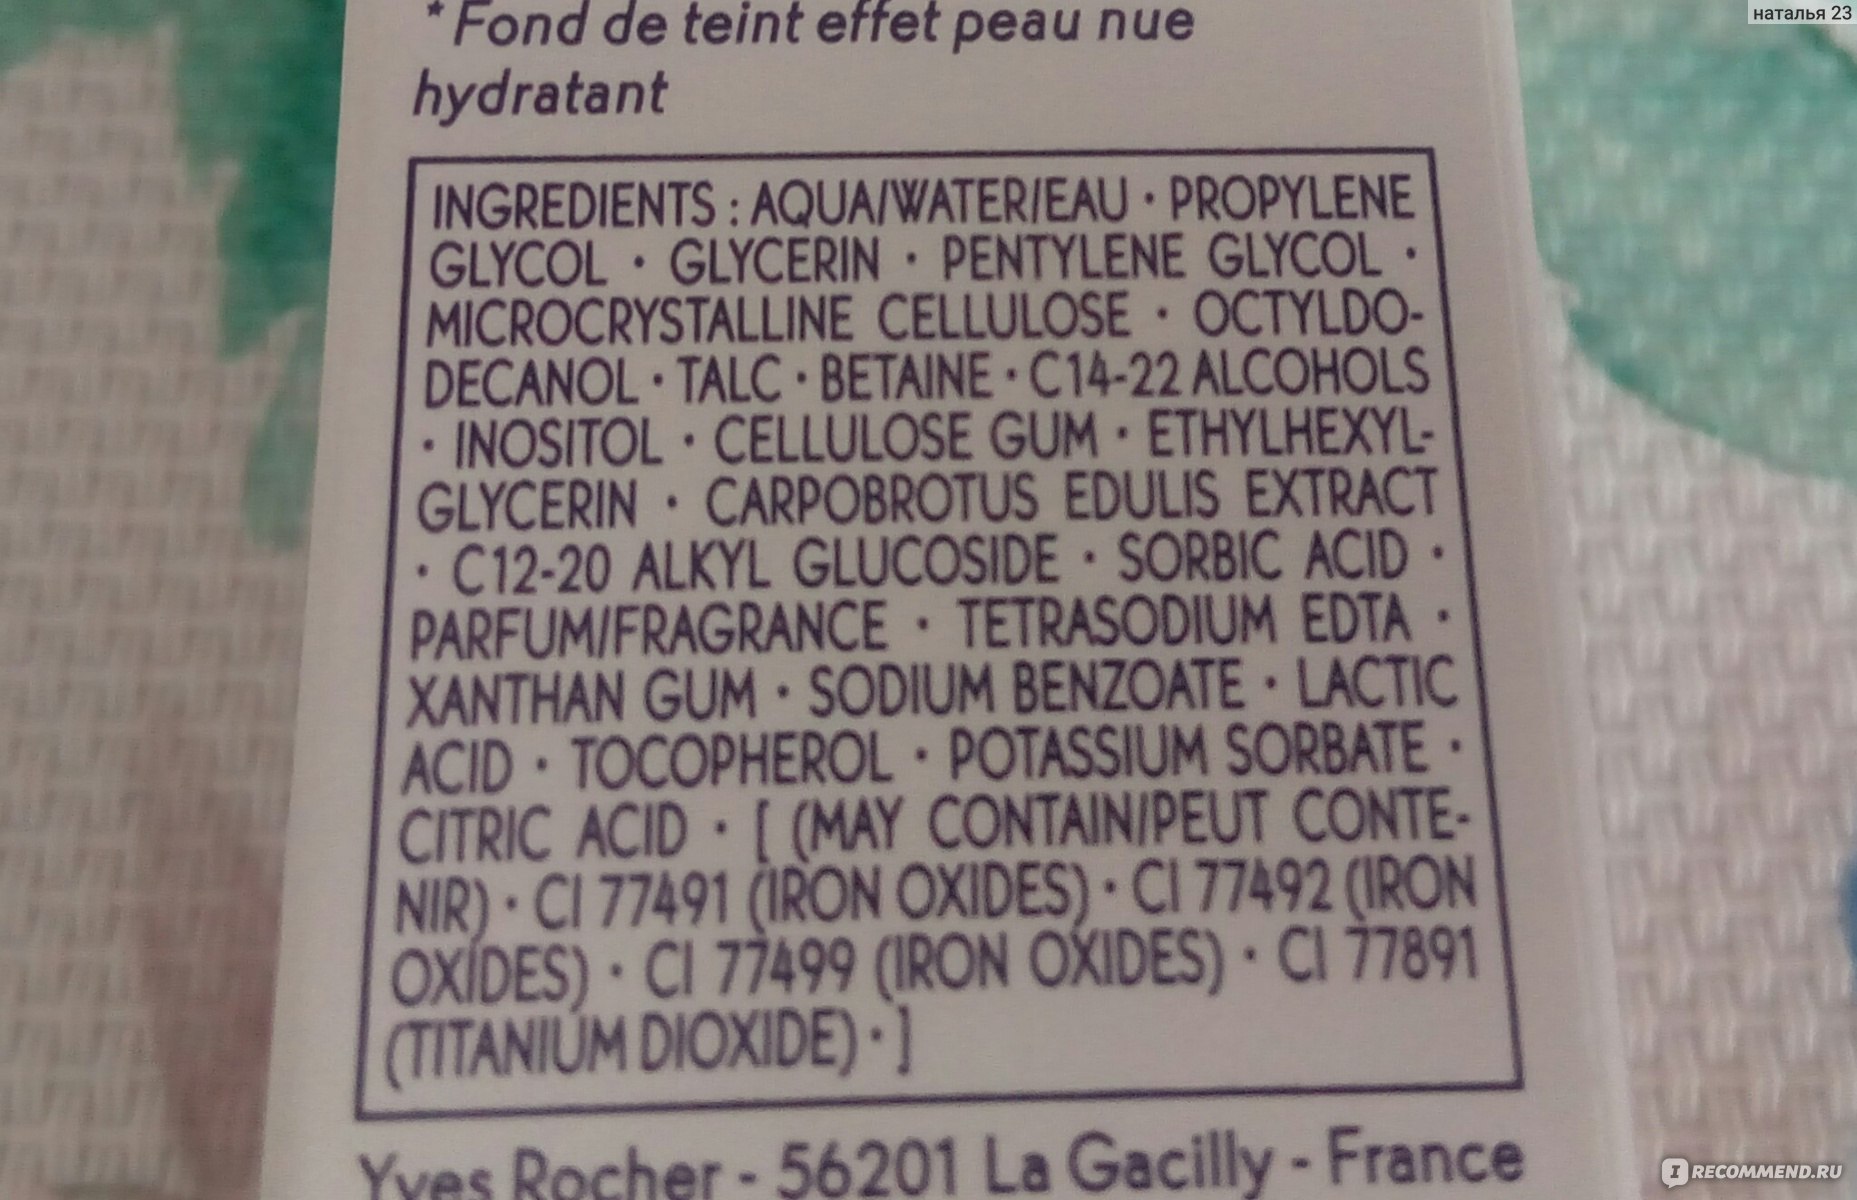 наталья 23
*Fond de teint effet peau nue
hydratant
INGREDIENTS : AQUA/WATER/EAU · PROPYLENE
GLYCOL · GLYCERIN · PENTYLENE GLYCOL ·
MICROCRYSTALLINE CELLULOSE · OCTYLDO-
DECANOL · TALC · BETAINE · C14-22 ALCOHOLS
· INOSITOL · CELLULOSE GUM · ETHYLHEXYL-
GLYCERIN · CARPOBROTUS EDULIS EXTRACT
· C12-20 ALKYL GLUCOSIDE · SORBIC ACID ·
PARFUM/FRAGRANCE · TETRASODIUM EDTA ·
XANTHAN GUM · SODIUM BENZOATE · LACTIC
ACID · TOCOPHEROL · POTASSIUM SORBATE ·
CITRIC ACID · [ (MAY CONTAIN/PEUT CONTE-
NIR) · CI 77491 (IRON OXIDES) · CI 77492 (IRON
OXIDES) · CI 77499 (IRON OXIDES) · CI 77891
(TITANIUM DIOXIDE) · ]
Yves Rocher - 56201 La Gacilly - France
IRECOMMEND.RU